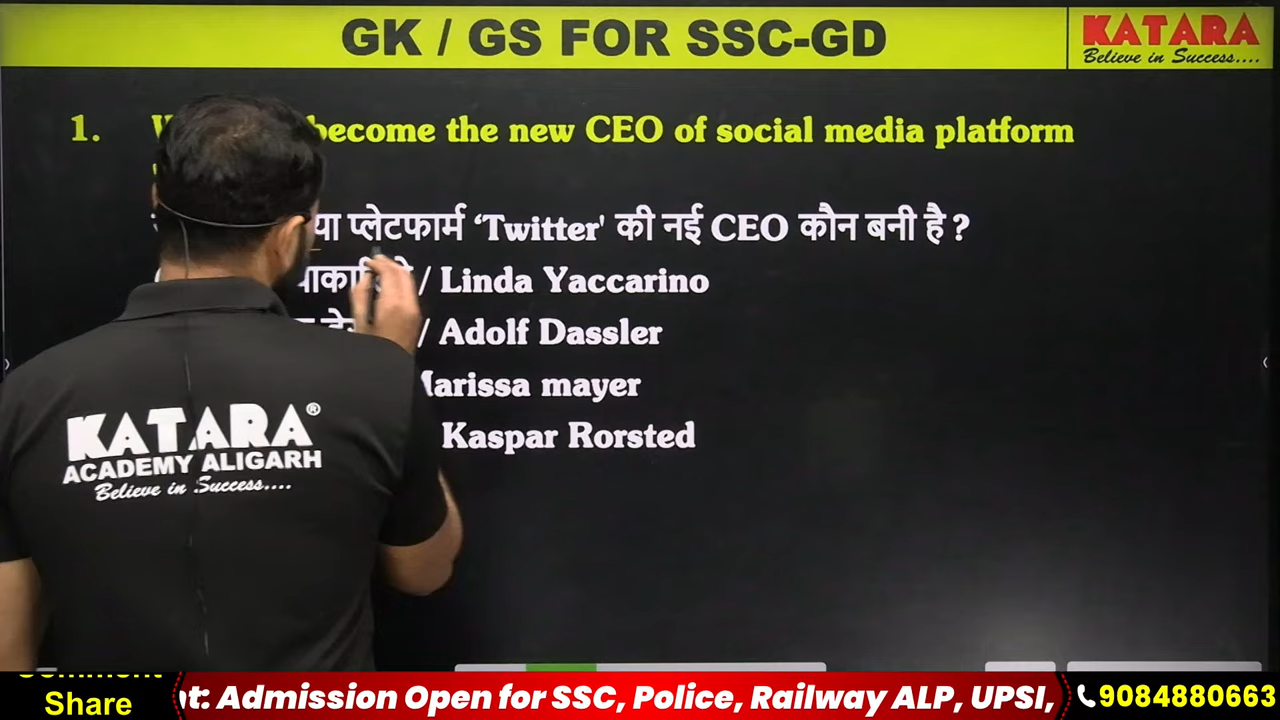 GK / GS FOR SSC-GD
KATARA
Believe in Success....
1. become the new CEO of social media platform
प्लेटफार्म ‘Twitter' की नई CEO कौन बनी है ?
/ Linda Yaccarino
/ Adolf Dassler
mayer
Kaspar Rorsted
KATARA®
ACADEMY ALIGARH
Believe in Success....
Share
Admission Open for SSC, Police, Railway ALP, UPSI,
9084880663